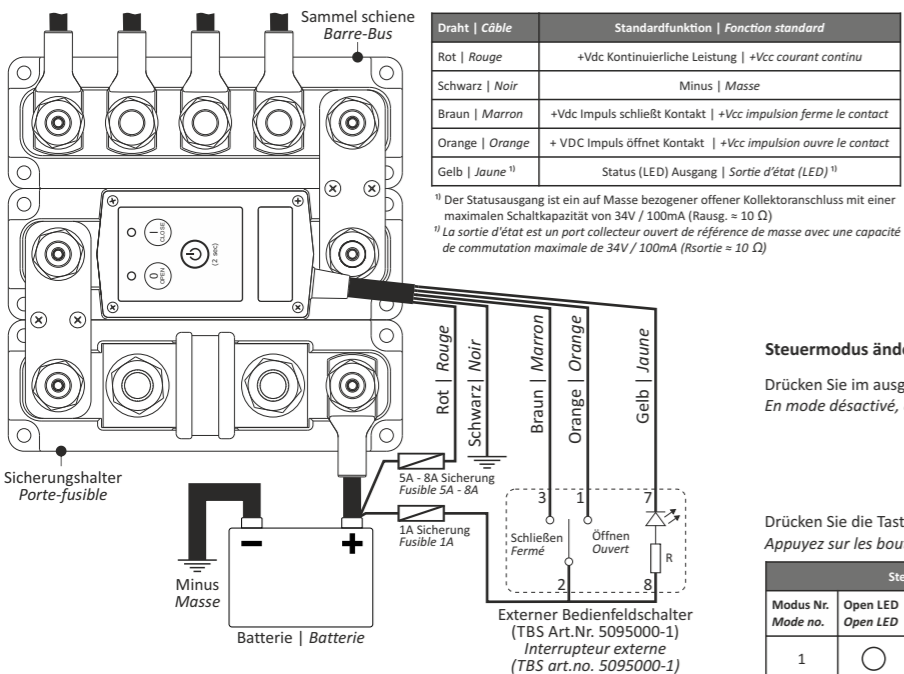 Sammel schiene
Barre-Bus
Draht | Câble
Standardfunktion | Fonction standard
Rot | Rouge
+Vdc Kontinuierliche Leistung | +Vcc courant continu
Schwarz | Noir
Minus | Masse
Braun | Marron
+Vdc Impuls schließt Kontakt | +Vcc impulsion ferme le contact
Orange | Orange
+ VDC Impuls öffnet Kontakt | +Vcc impulsion ouvre le contact
Gelb | Jaune ¹⁾
Status (LED) Ausgang | Sortie d'état (LED) ¹⁾
¹⁾ Der Statusausgang ist ein auf Masse bezogener offener Kollektoranschluss mit einer
maximalen Schaltkapazität von 34V / 100mA (Rausg. ≈ 10 Ω)
¹⁾ La sortie d'état est un port collecteur ouvert de référence de masse avec une capacité
de commutation maximale de 34V / 100mA (Rsortie ≈ 10 Ω)
I CLOSE
0 OPEN
(2 sec)
Rot | Rouge
Schwarz | Noir
Braun | Marron
Orange | Orange
Gelb | Jaune
Steuermodus ände
Drücken Sie im ausg
En mode désactivé,
Sicherungshalter
Porte-fusible
5A - 8A Sicherung
Fusible 5A - 8A
1A Sicherung
Fusible 1A
3
1
7
Schließen
Fermé
Öffnen
Ouvert
R
2
8
Minus
Masse
− +
Batterie | Batterie
Externer Bedienfeldschalter
(TBS Art.Nr. 5095000-1)
Interrupteur externe
(TBS art.no. 5095000-1)
Drücken Sie die Tast
Appuyez sur les bout
Ste
Modus Nr.
Mode no.
Open LED
Open LED
1